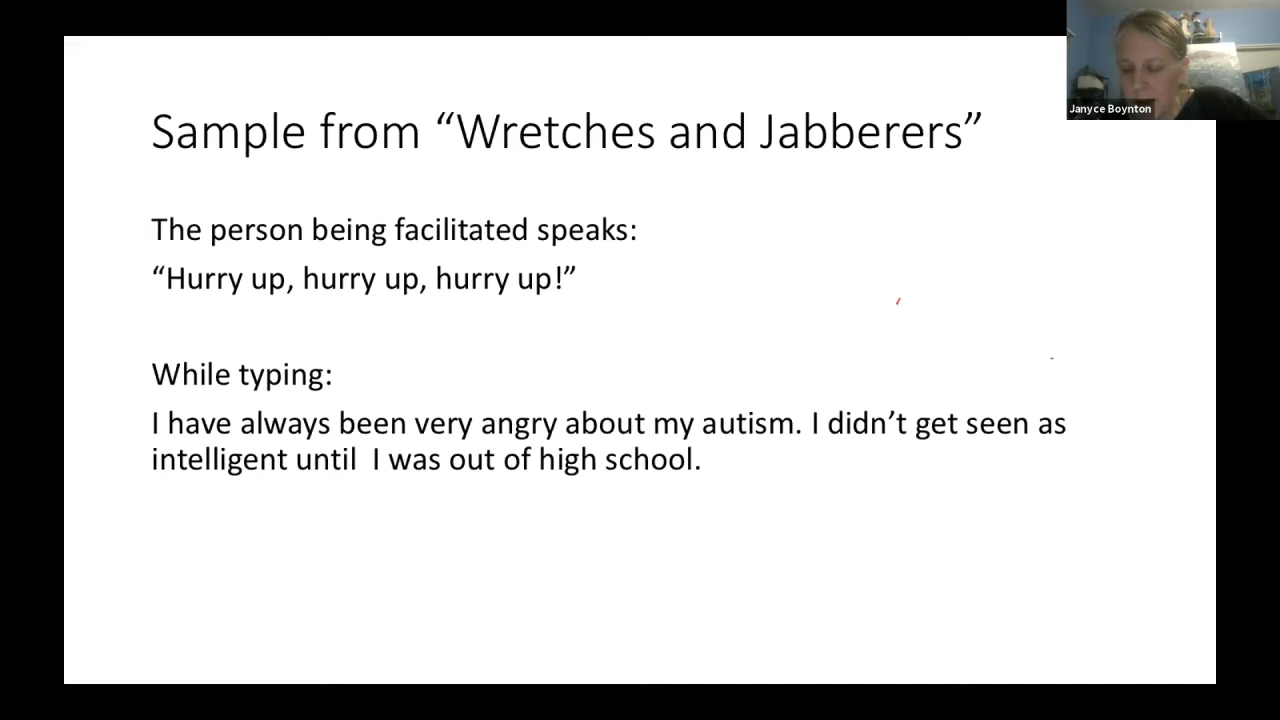 Janyce Boynton
Sample from “Wretches and Jabberers”
The person being facilitated speaks:
“Hurry up, hurry up, hurry up!”
While typing:
I have always been very angry about my autism. I didn’t get seen as
intelligent until  I was out of high school.